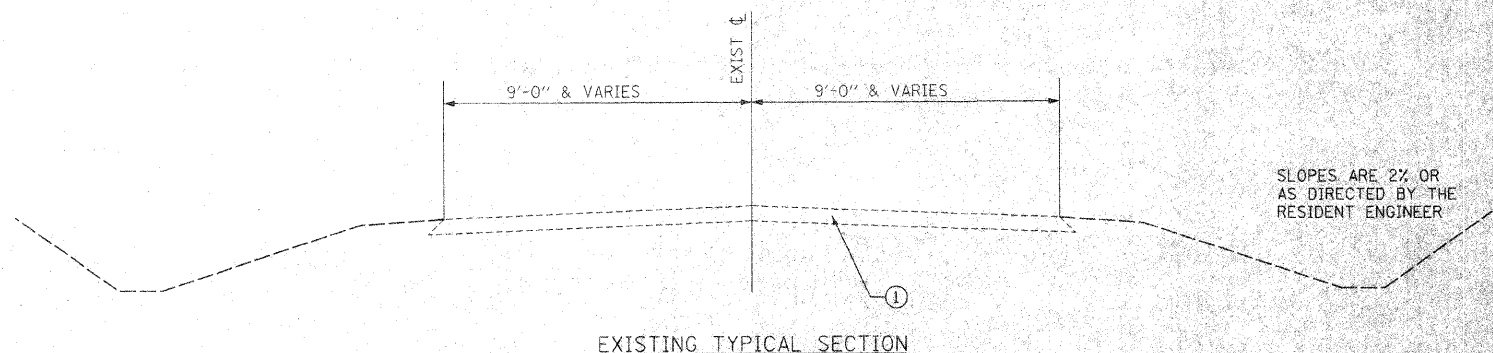 EXIST ℄
9'-0" & VARIES
9'-0" & VARIES
SLOPES ARE 2% OR
AS DIRECTED BY THE
RESIDENT ENGINEER
1
EXISTING TYPICAL SECTION